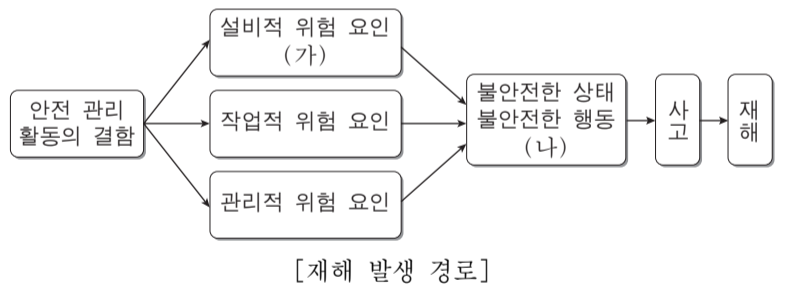 안전 관리
활동의 결함
설비적 위험 요인
(가)
작업적 위험 요인
관리적 위험 요인
불안전한 상태
불안전한 행동
(나)
사고
재해
[재해 발생 경로]